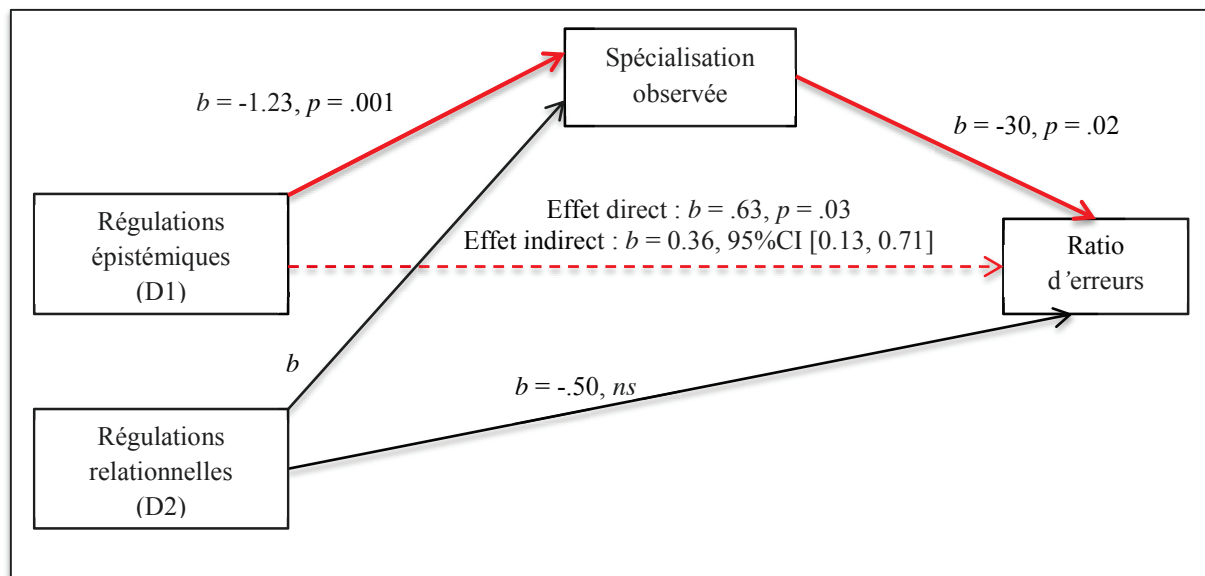 Spécialisation
observée
b = -1.23, p = .001
b = -30, p = .02
Régulations
épistémiques
(D1)
Effet direct : b = .63, p = .03
Effet indirect : b = 0.36, 95%CI [0.13, 0.71]
Ratio
d'erreurs
b
b = -.50, ns
Régulations
relationnelles
(D2)